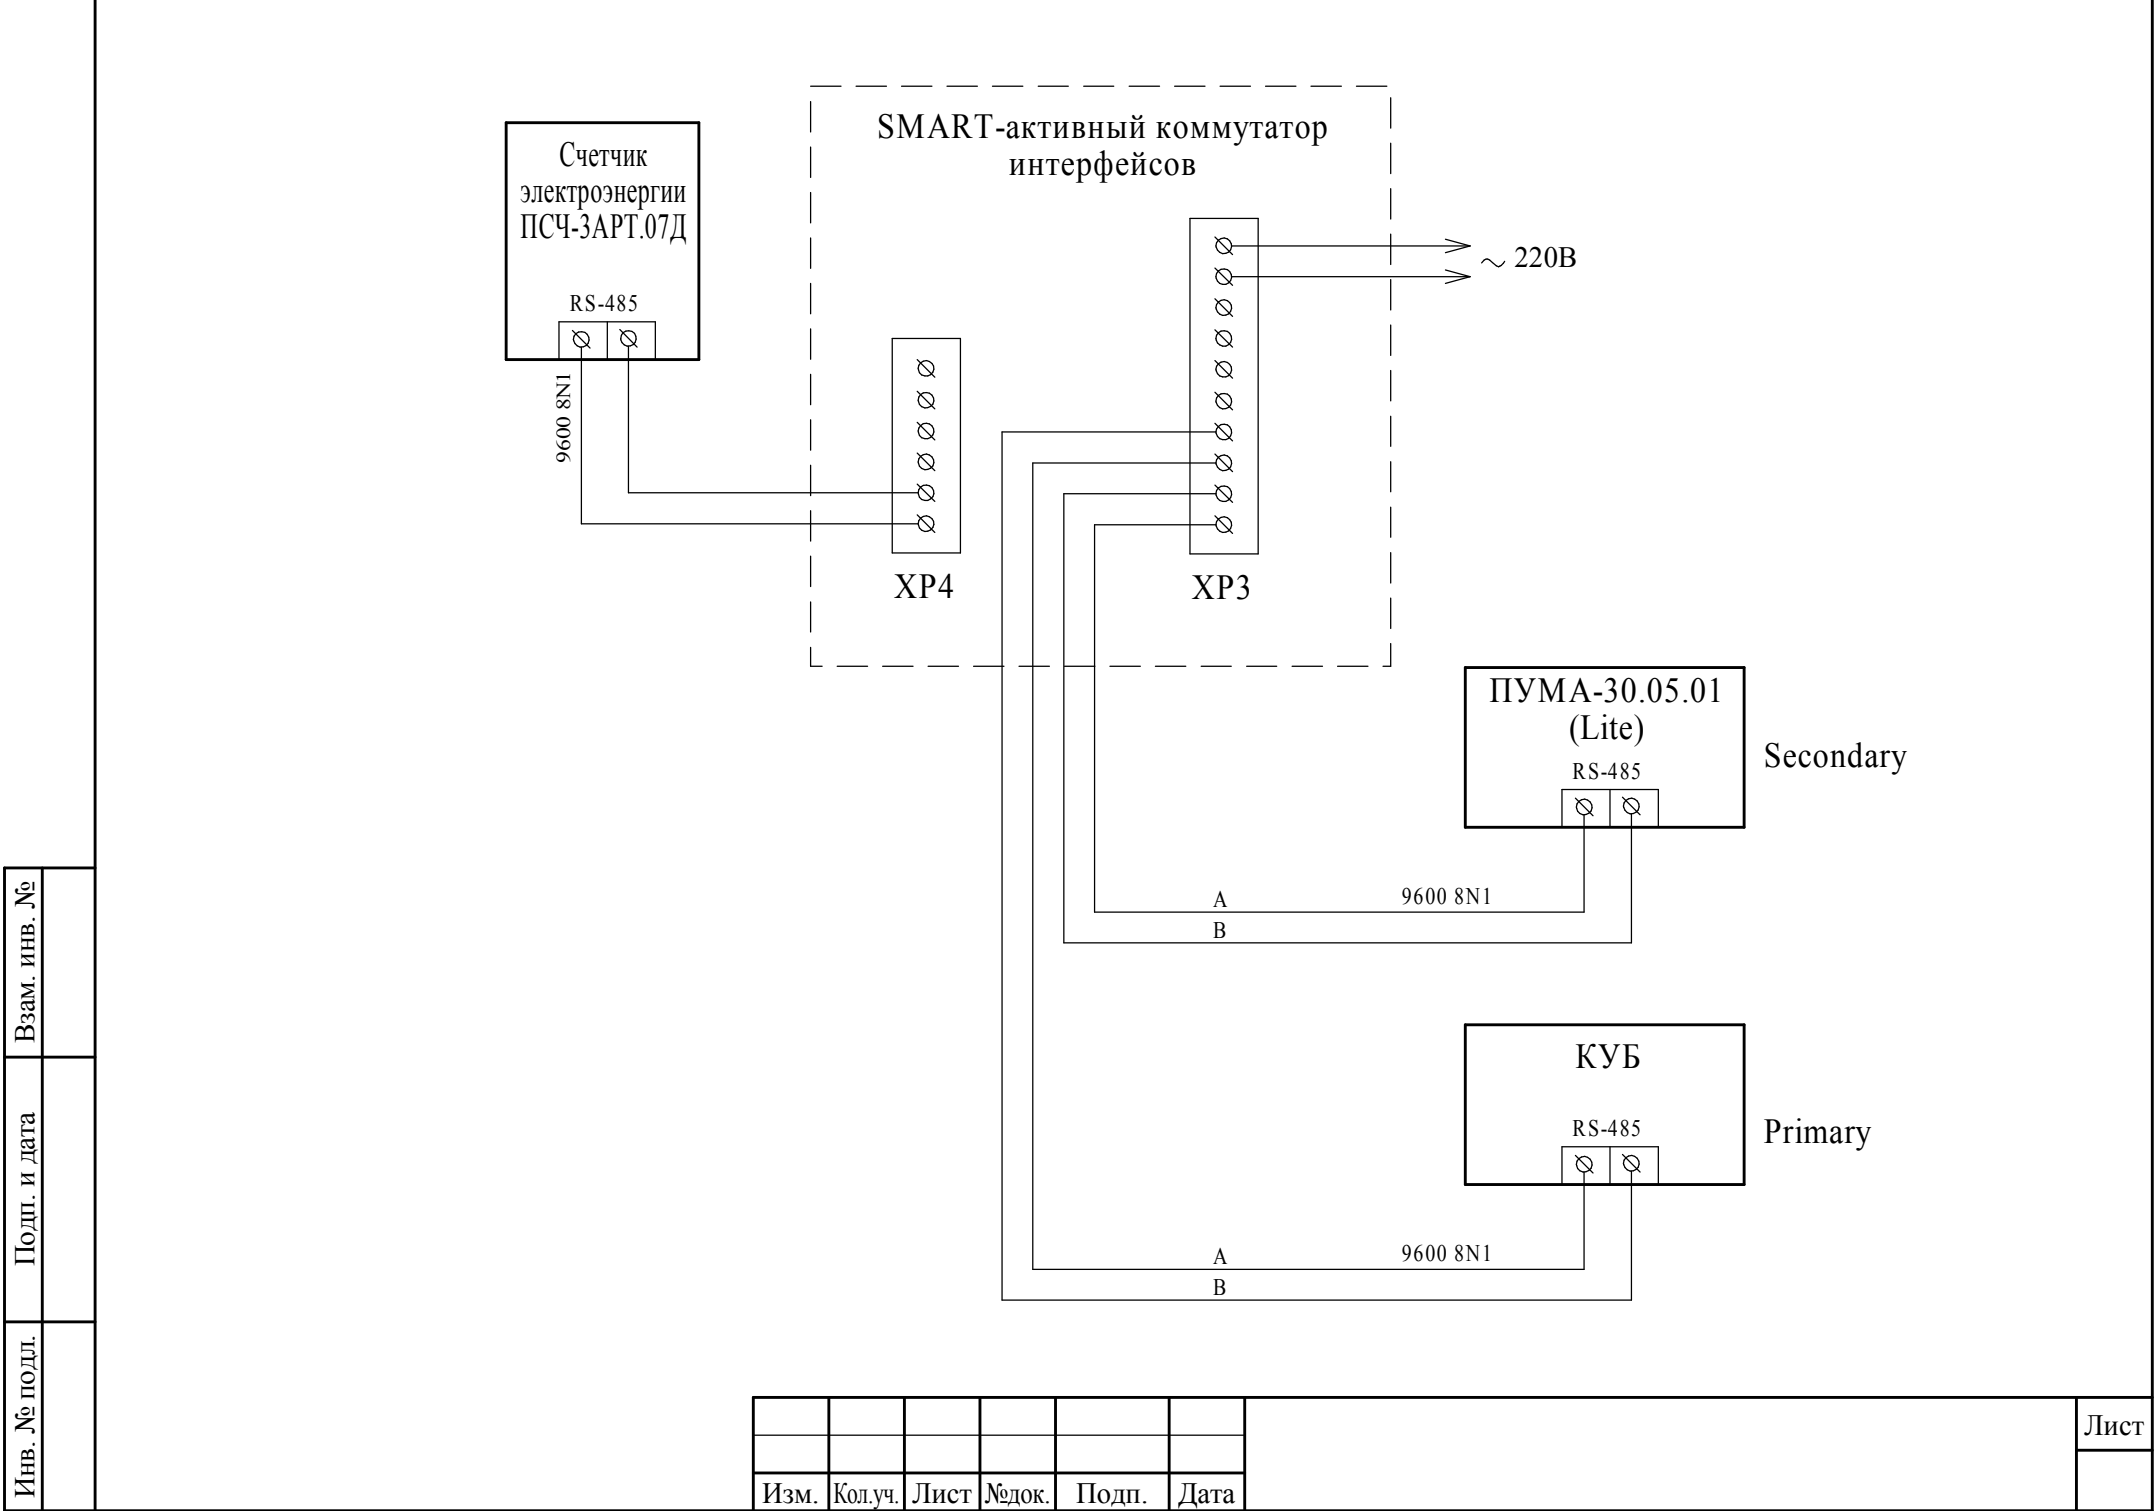 SMART-активный коммутатор
интерфейсов
Счетчик
электроэнергии
ПСЧ-3АРТ.07Д
RS-485
9600 8N1
~ 220В
ХР4
ХР3
ПУМА-30.05.01
(Lite)
RS-485
Secondary
А
9600 8N1
В
КУБ
RS-485
Primary
А
9600 8N1
В
Взам. инв. №
Подп. и дата
Инв. № подл.
Изм. Кол.уч. Лист №док. Подп. Дата
Лист